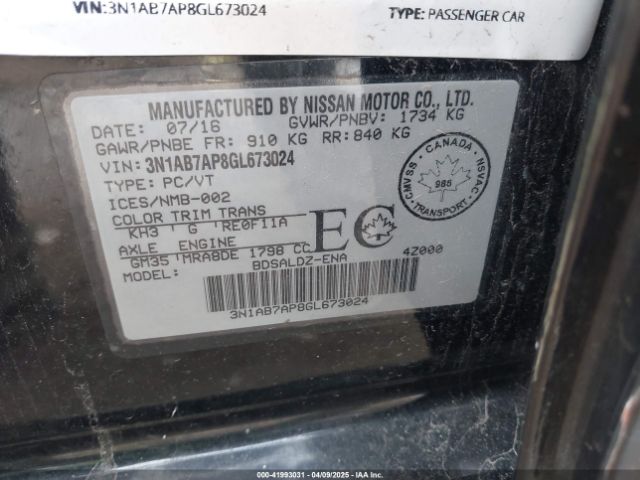 VIN:3N1AB7AP8GL673024 TYPE: PASSENGER CAR
MANUFACTURED BY NISSAN MOTOR CO., LTD.
DATE: 07/16 GVWR/PNBV: 1734 KG
GAWR/PNBE FR: 910 KG RR: 840 KG
VIN: 3N1AB7AP8GL673024
TYPE: PC/VT
ICES/NMB-002
COLOR TRIM TRANS
KH3 G RE0F11A
AXLE ENGINE
GM35 MRA8DE 1798 CC
MODEL: BDSALDZ-ENA 4Z000
EC
CANADA
CMVSS NSVAC
985
TRANSPORT
3N1AB7AP8GL673024
000-41993031 - 04/09/2025 - IAA Inc.